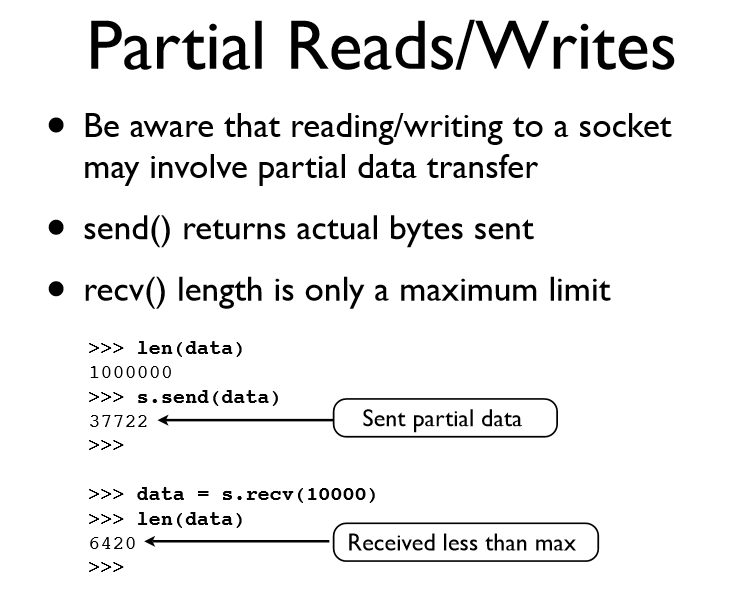 Partial Reads/Writes
• Be aware that reading/writing to a socket
may involve partial data transfer
• send() returns actual bytes sent
• recv() length is only a maximum limit
>>> len(data)
1000000
>>> s.send(data)
37722
Sent partial data
>>>
>>> data = s.recv(10000)
>>> len(data)
6420
Received less than max
>>>